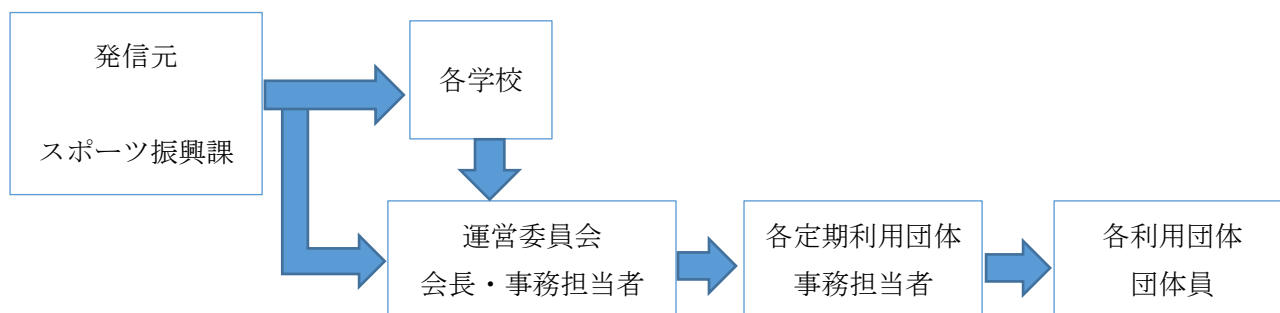 発信元
スポーツ振興課
各学校
運営委員会
会長・事務担当者
各定期利用団体
事務担当者
各利用団体
団体員